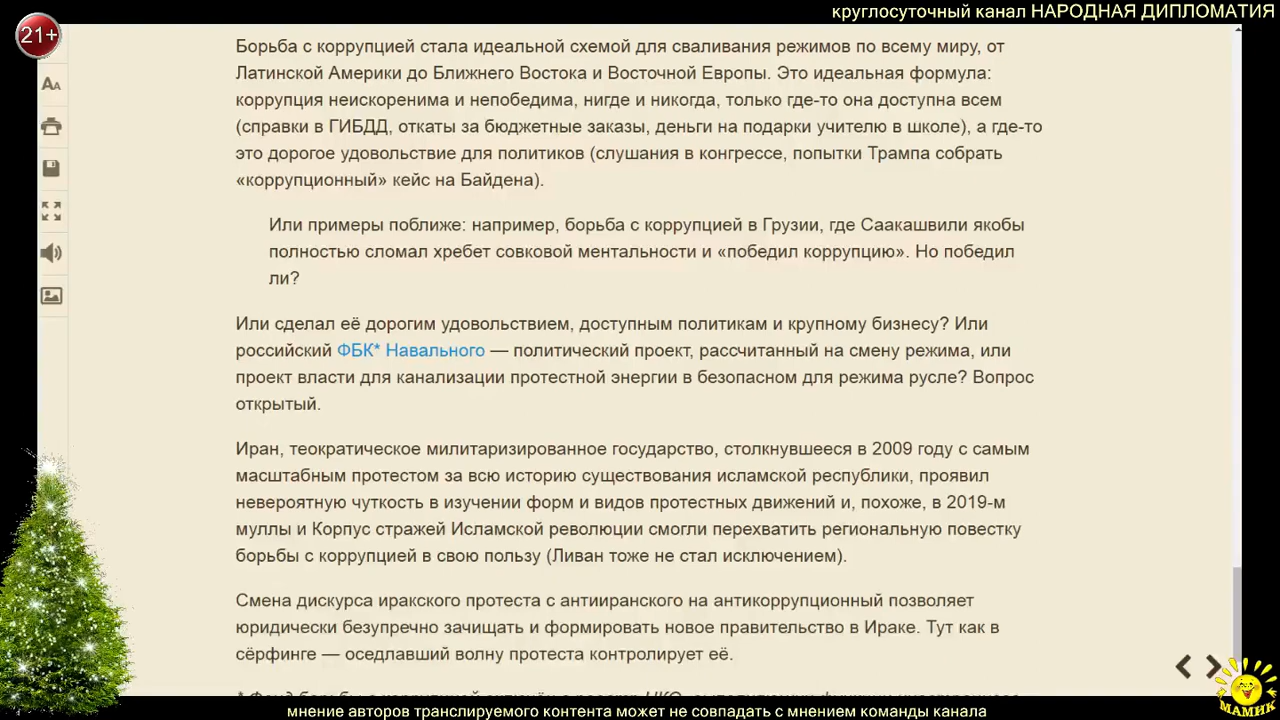 круглосуточный канал НАРОДНАЯ ДИПЛОМАТИЯ
21+
Борьба с коррупцией стала идеальной схемой для сваливания режимов по всему миру, от
Латинской Америки до Ближнего Востока и Восточной Европы. Это идеальная формула:
коррупция неискоренима и непобедима, нигде и никогда, только где-то она доступна всем
(справки в ГИБДД, откаты за бюджетные заказы, деньги на подарки учителю в школе), а где-то
это дорогое удовольствие для политиков (слушания в конгрессе, попытки Трампа собрать
«коррупционный» кейс на Байдена).
Или примеры поближе: например, борьба с коррупцией в Грузии, где Саакашвили якобы
полностью сломал хребет совковой ментальности и «победил коррупцию». Но победил
ли?
Или сделал её дорогим удовольствием, доступным политикам и крупному бизнесу? Или
российский ФБК* Навального — политический проект, рассчитанный на смену режима, или
проект власти для канализации протестной энергии в безопасном для режима русле? Вопрос
открытый.
Иран, теократическое милитаризированное государство, столкнувшееся в 2009 году с самым
масштабным протестом за всю историю существования исламской республики, проявил
невероятную чуткость в изучении форм и видов протестных движений и, похоже, в 2019-м
муллы и Корпус стражей Исламской революции смогли перехватить региональную повестку
борьбы с коррупцией в свою пользу (Ливан тоже не стал исключением).
Смена дискурса иракского протеста с антииранского на антикоррупционный позволяет
юридически безупречно зачищать и формировать новое правительство в Ираке. Тут как в
сёрфинге — оседлавший волну протеста контролирует её.
МАМИК
мнение авторов транслируемого контента может не совпадать с мнением команды канала